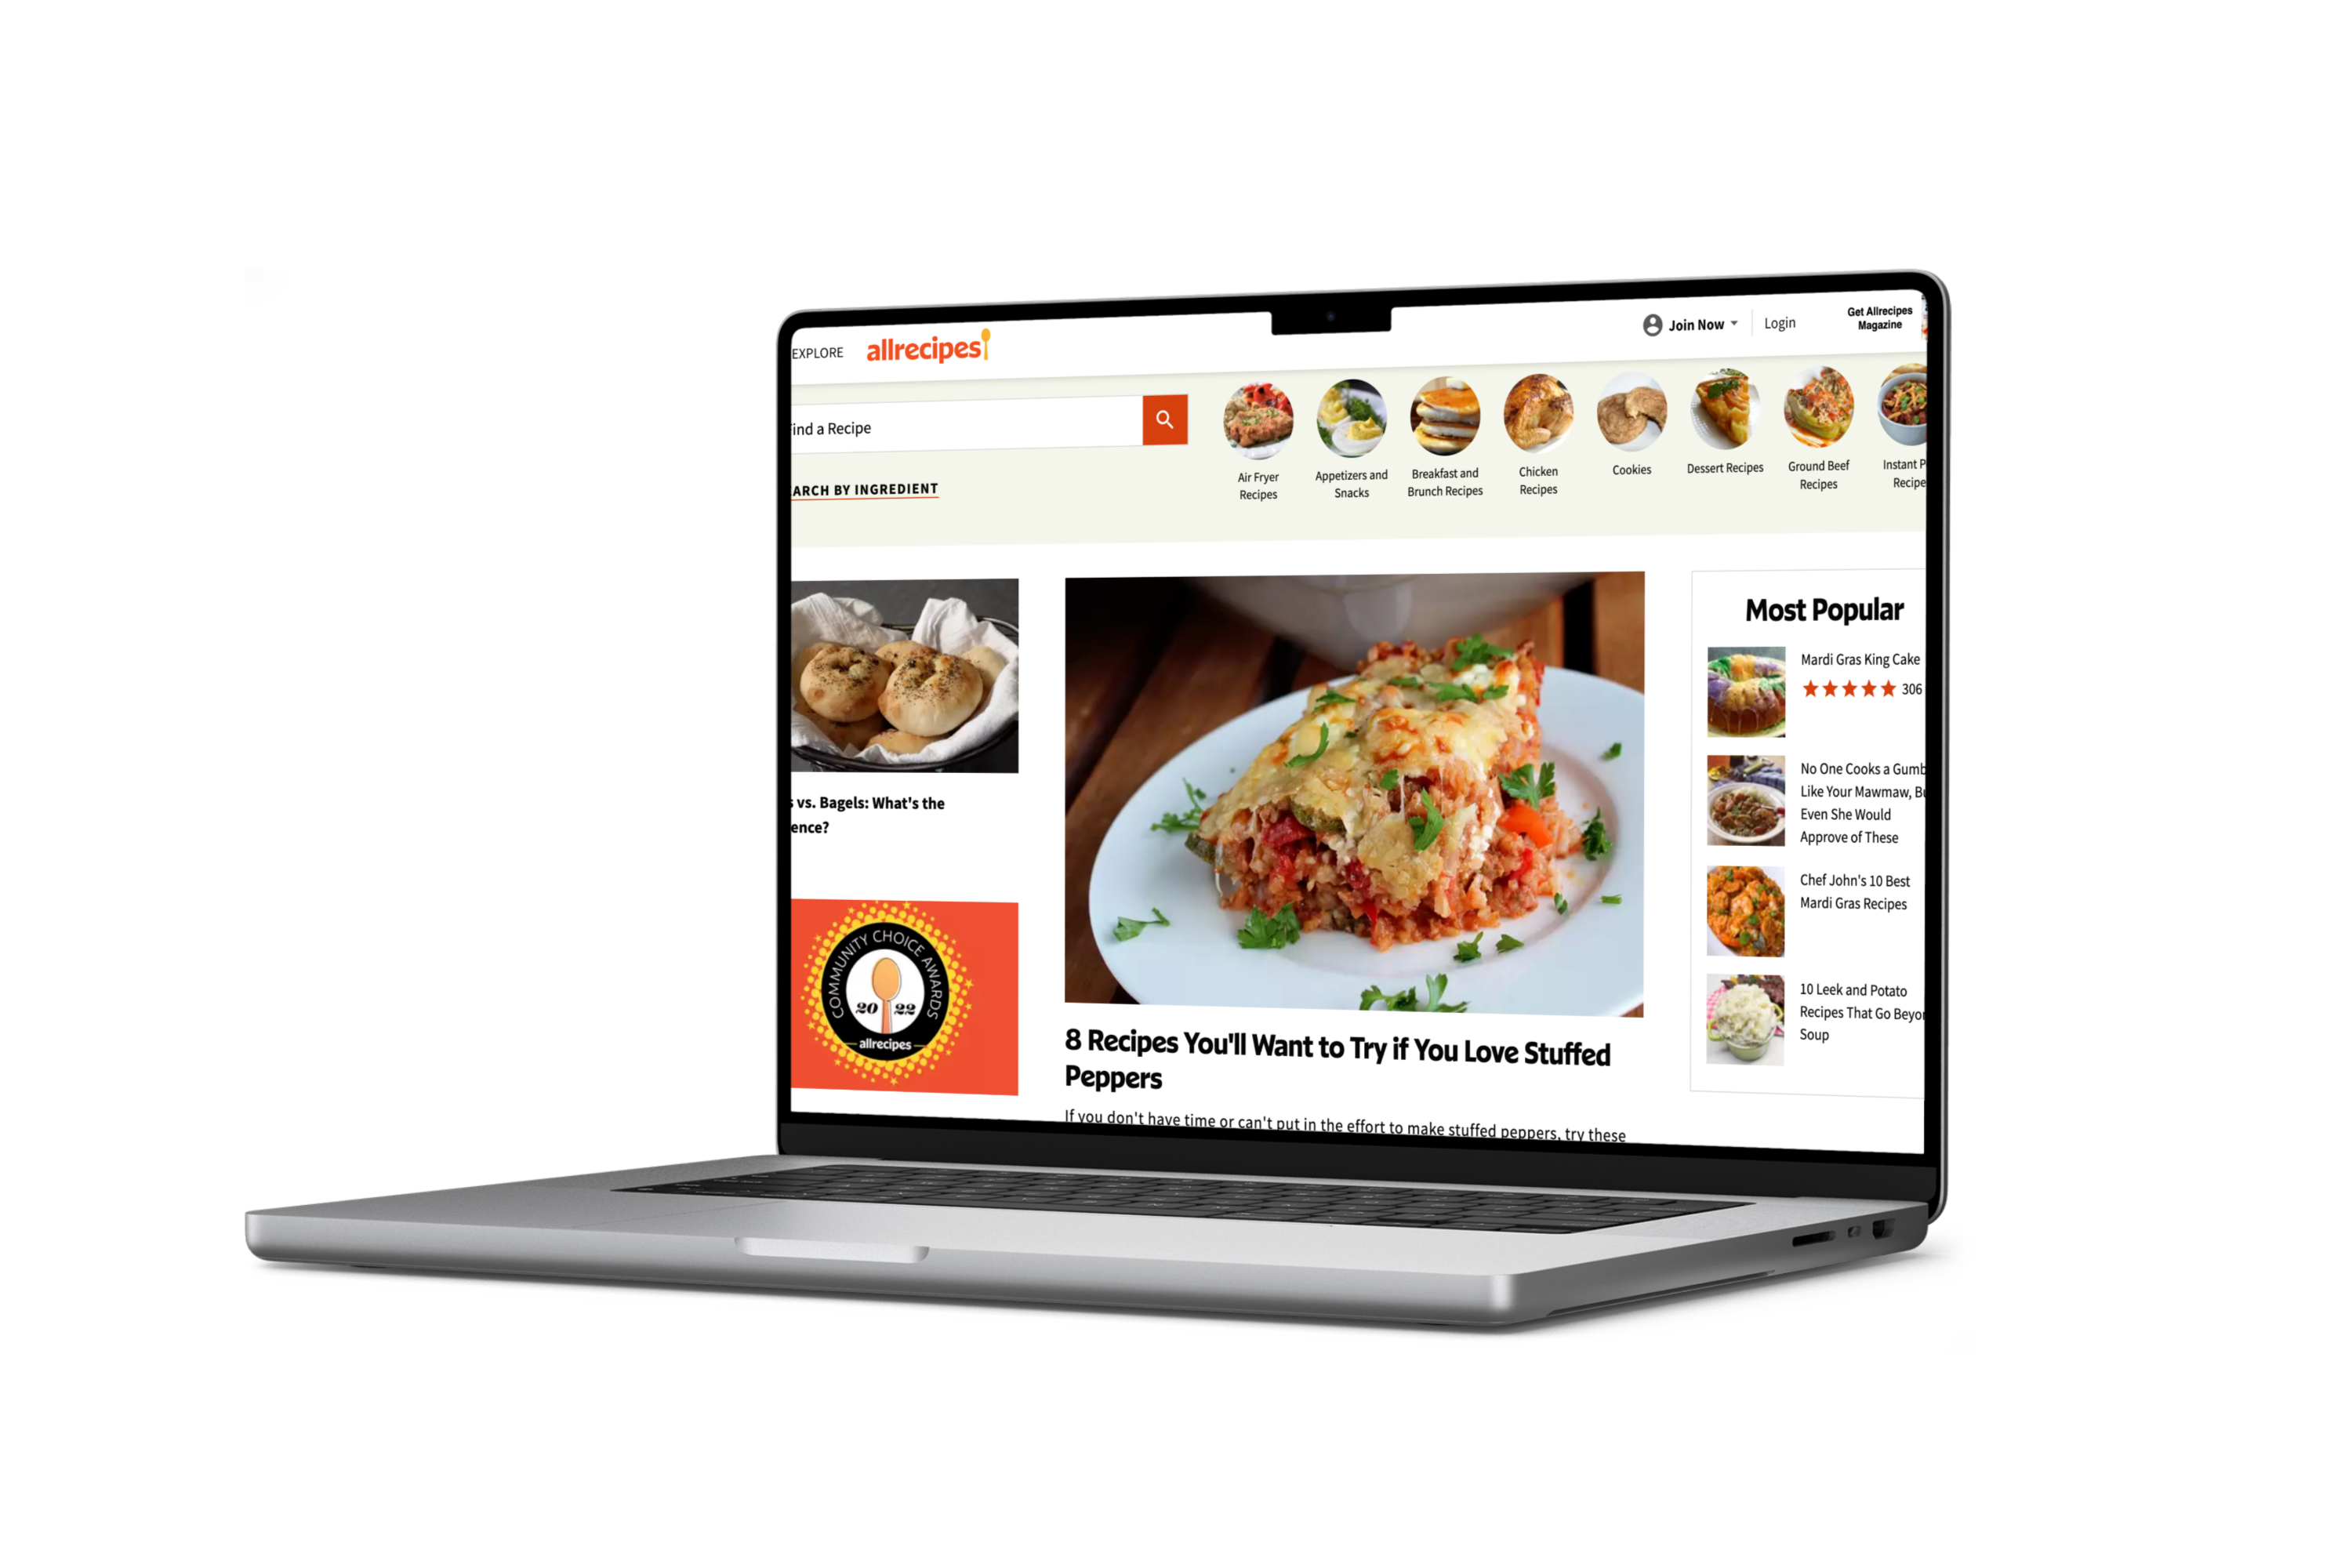 EXPLORE
allrecipes
Join Now
Login
Get Allrecipes
Magazine
ind a Recipe
ARCH BY INGREDIENT
Air Fryer
Recipes
Appetizers and
Snacks
Breakfast and
Brunch Recipes
Chicken
Recipes
Cookies
Dessert Recipes
Ground Beef
Recipes
Instant P
Recipe
s vs. Bagels: What's the
ence?
COMMUNITY CHOICE AWARDS
20 22
allrecipes
8 Recipes You'll Want to Try if You Love Stuffed
Peppers
If you don't have time or can't put in the effort to make stuffed peppers, try these
Most Popular
Mardi Gras King Cake
306
No One Cooks a Gumb
Like Your Mawmaw, Bu
Even She Would
Approve of These
Chef John's 10 Best
Mardi Gras Recipes
10 Leek and Potato
Recipes That Go Beyon
Soup